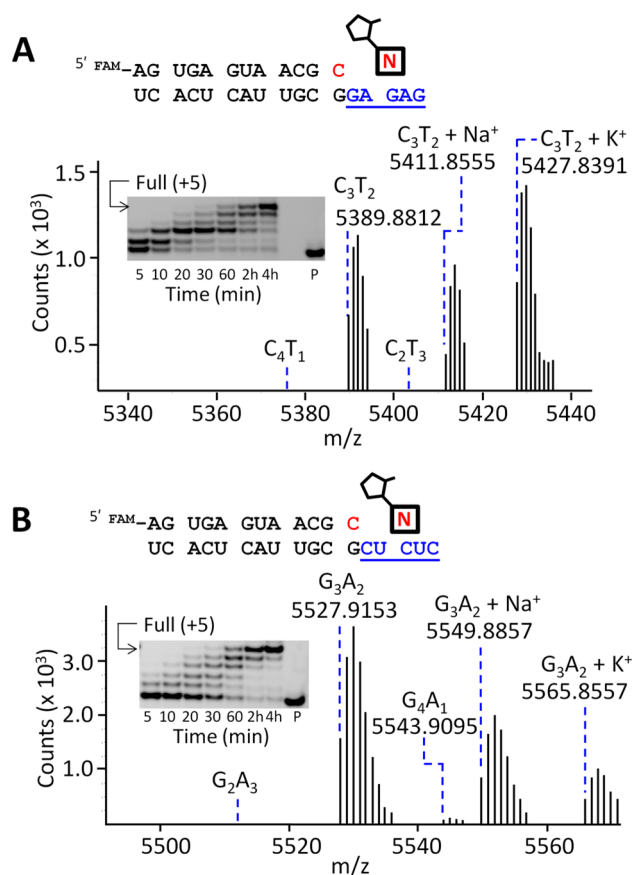 A
N
5' FAM–AG UGA GUA ACG C
UC ACU CAU UGC GGA GAG
C3T2 + Na+
5411.8555
C3T2 + K+
5427.8391
C3T2
5389.8812
Full (+5)
5 10 20 30 60 2h 4h P
Time (min)
C4T1
C2T3
1.5
1.0
0.5
Counts (x 10³)
5340 5360 5380 5400 5420 5440
m/z
B
N
5' FAM–AG UGA GUA ACG C
UC ACU CAU UGC GCU CUC
G3A2
5527.9153
G3A2 + Na+
5549.8857
G3A2 + K+
5565.8557
G4A1
5543.9095
Full (+5)
5 10 20 30 60 2h 4h P
Time (min)
G2A3
3.0
2.0
1.0
Counts (x 10³)
5500 5520 5540 5560
m/z